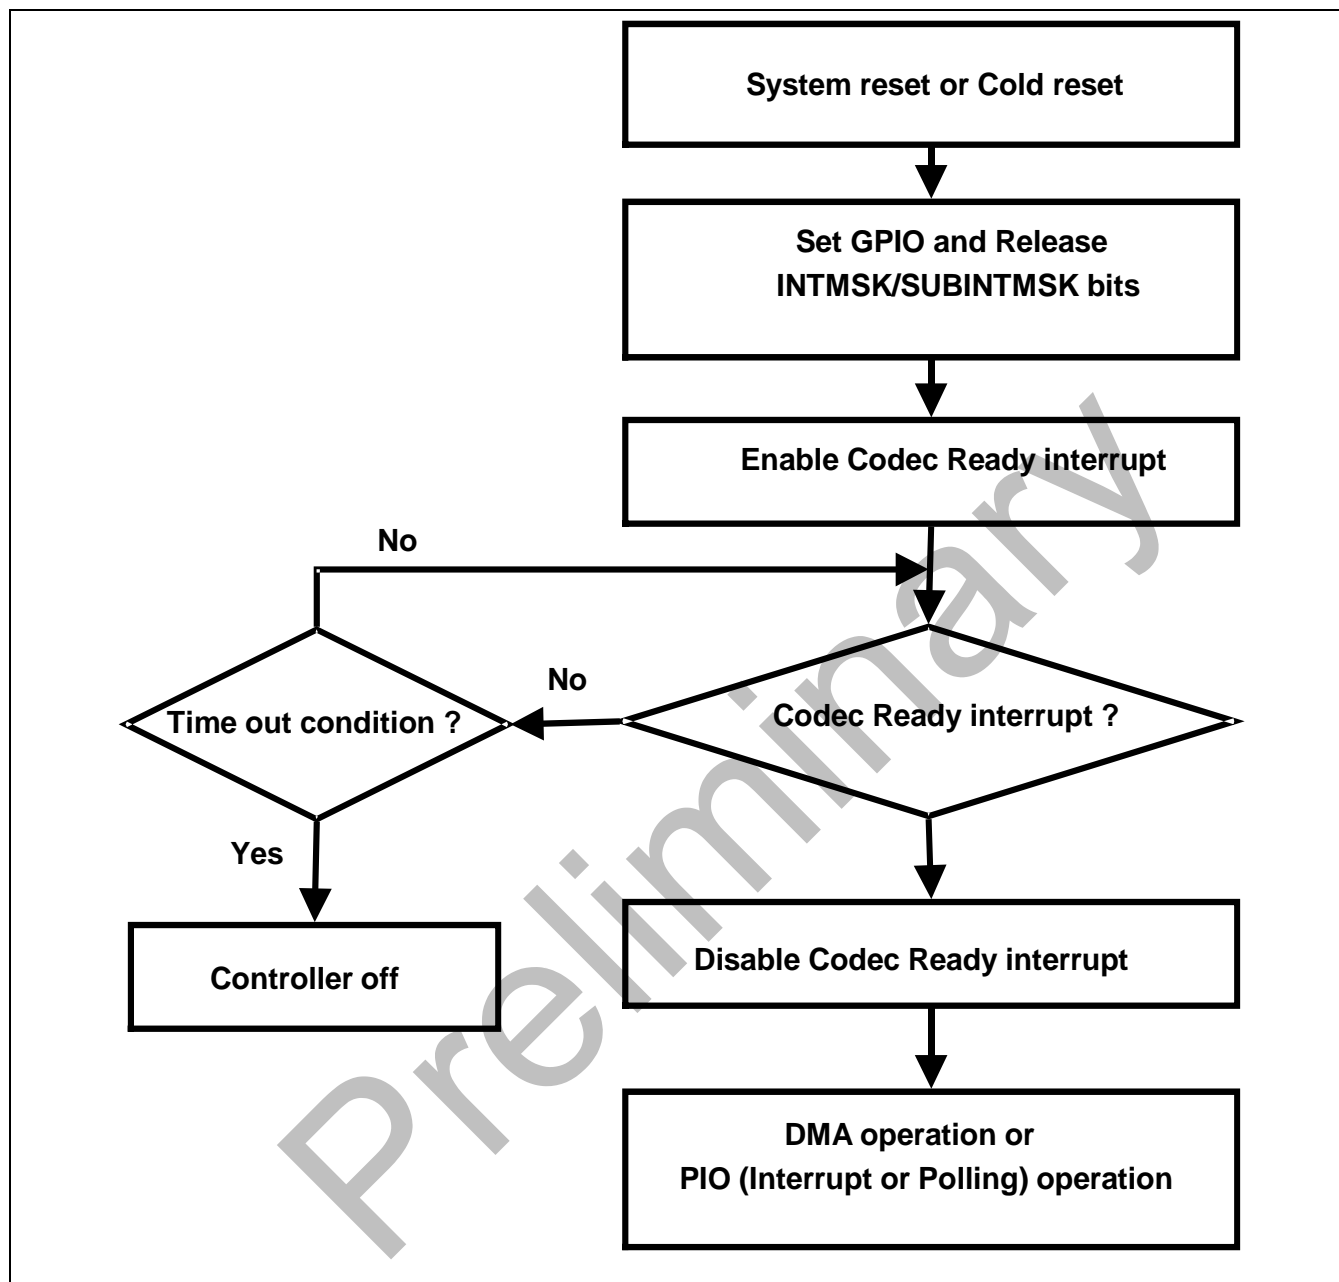 System reset or Cold reset
Set GPIO and Release
INTMSK/SUBINTMSK bits
Enable Codec Ready interrupt
No
No
Time out condition ?
Codec Ready interrupt ?
Yes
Controller off
Disable Codec Ready interrupt
DMA operation or
PIO (Interrupt or Polling) operation
Preliminary